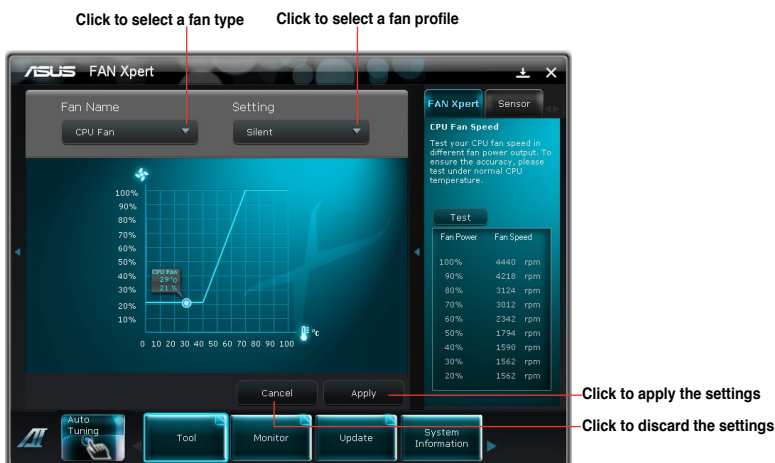 Click to select a fan type
Click to select a fan profile
ASUS FAN Xpert
Fan Name
Setting
CPU Fan
Silent
100%
90%
80%
70%
60%
50%
40%
30%
20%
10%
CPU Fan
29°c
21 %
0 10 20 30 40 50 60 70 80 90 100
°c
Cancel
Apply
FAN Xpert
Sensor
CPU Fan Speed
Test your CPU fan speed in
different fan power output. To
ensure the accuracy, please
test under normal CPU
temperature.
Test
Fan Power Fan Speed
100% 4440 rpm
90% 4218 rpm
80% 3124 rpm
70% 3012 rpm
60% 2342 rpm
50% 1794 rpm
40% 1590 rpm
30% 1562 rpm
20% 1562 rpm
Click to apply the settings
Click to discard the settings
AI
Auto
Tuning
Tool
Monitor
Update
System
Information